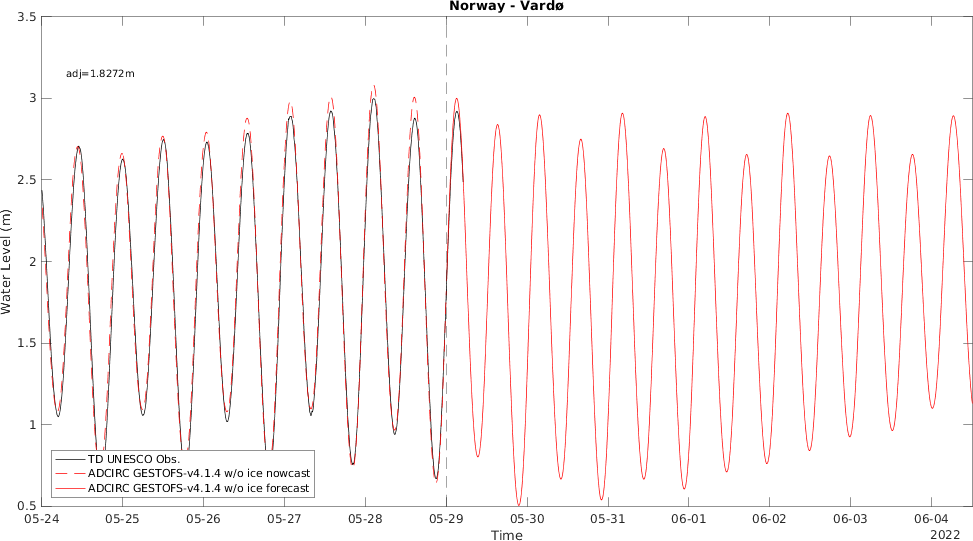 Norway - Vardø
3.5
adj=1.8272m
3
2.5
2
1.5
1
0.5
Water Level (m)
TD UNESCO Obs.
ADCIRC GESTOFS-v4.1.4 w/o ice nowcast
ADCIRC GESTOFS-v4.1.4 w/o ice forecast
05-24 05-25 05-26 05-27 05-28 05-29 05-30 05-31 06-01 06-02 06-03 06-04
Time
2022